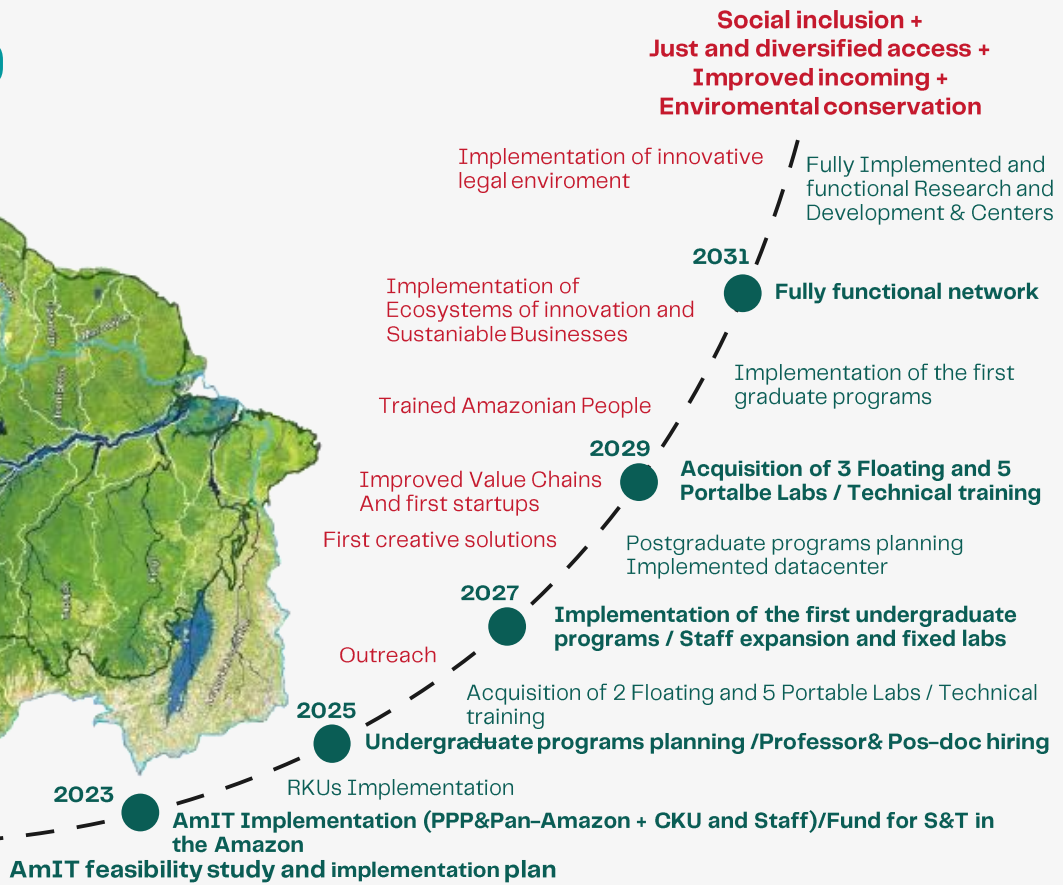 Social inclusion +
Just and diversified access +
Improved incoming +
Enviromental conservation
Implementation of innovative
legal enviroment
Fully Implemented and
functional Research and
Development & Centers
2031
Fully functional network
Implementation of
Ecosystems of innovation and
Sustaniable Businesses
Implementation of the first
graduate programs
Trained Amazonian People
2029
Acquisition of 3 Floating and 5
Portalbe Labs / Technical training
Improved Value Chains
And first startups
First creative solutions
Postgraduate programs planning
Implemented datacenter
2027
Implementation of the first undergraduate
programs / Staff expansion and fixed labs
Outreach
Acquisition of 2 Floating and 5 Portable Labs / Technical
training
2025
Undergraduate programs planning /Professor& Pos-doc hiring
RKUs Implementation
2023
AmIT Implementation (PPP&Pan-Amazon + CKU and Staff)/Fund for S&T in
the Amazon
AmIT feasibility study and implementation plan